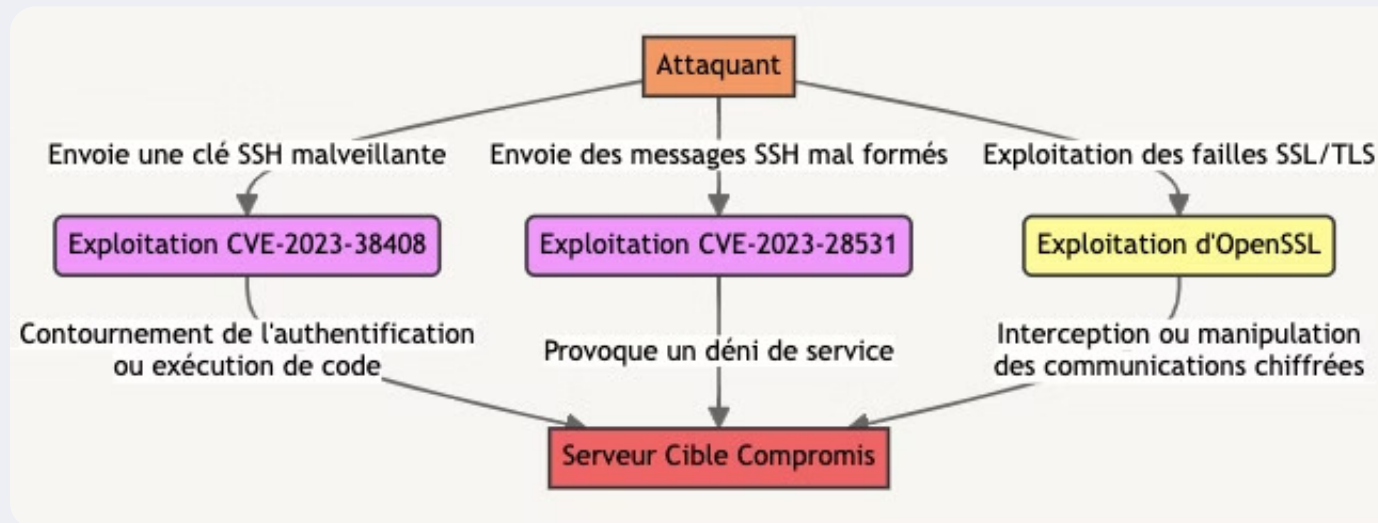 Attaquant
Envoie une clé SSH malveillante
Envoie des messages SSH mal formés
Exploitation des failles SSL/TLS
Exploitation CVE-2023-38408
Exploitation CVE-2023-28531
Exploitation d'OpenSSL
Contournement de l'authentification
ou exécution de code
Provoque un déni de service
Interception ou manipulation
des communications chiffrées
Serveur Cible Compromis